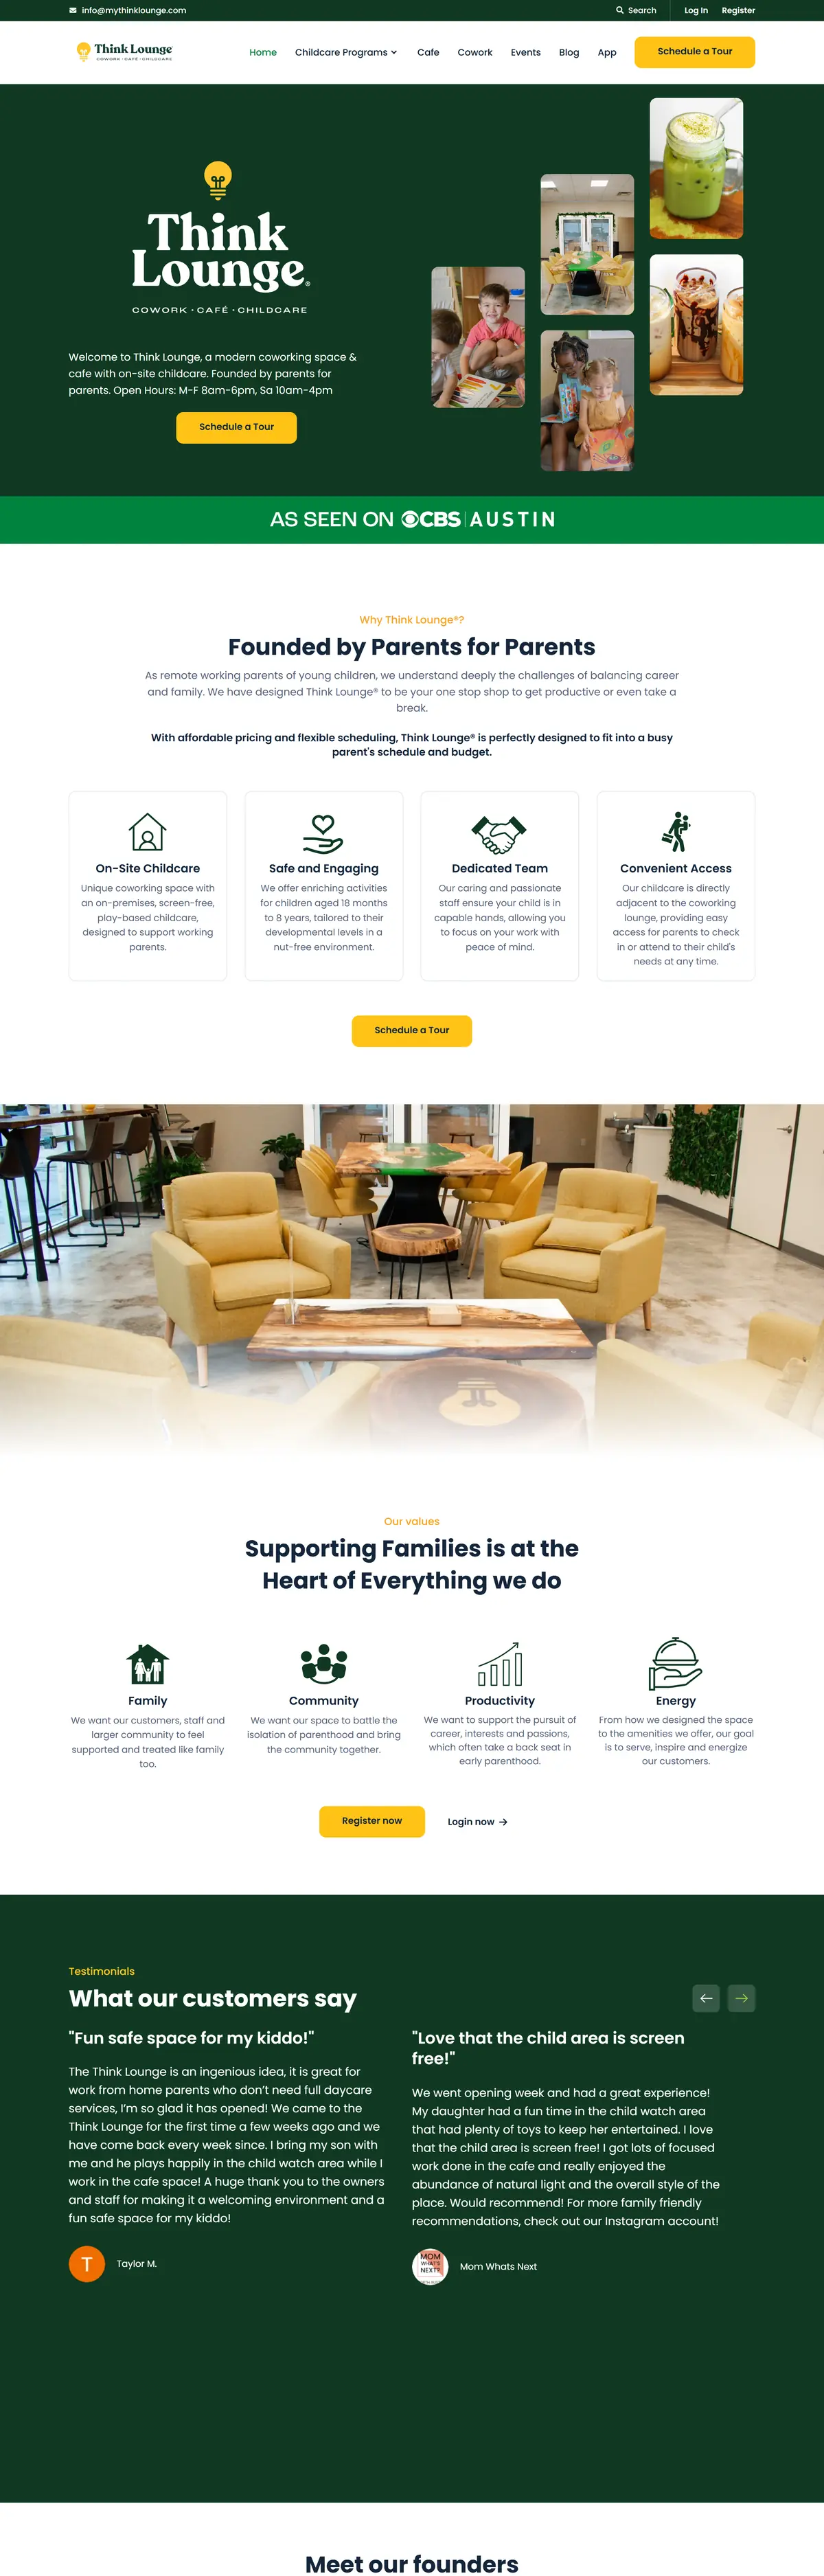 info@mythinklounge.com
Search
Log In
Register
Think Lounge
COWORK · CAFÉ · CHILDCARE
Home
Childcare Programs
Cafe
Cowork
Events
Blog
App
Schedule a Tour
Think
Lounge®
COWORK · CAFÉ · CHILDCARE
Welcome to Think Lounge, a modern coworking space &
cafe with on-site childcare. Founded by parents for
parents. Open Hours: M-F 8am-6pm, Sa 10am-4pm
Schedule a Tour
AS SEEN ON CBS | AUSTIN
Why Think Lounge®?
Founded by Parents for Parents
As remote working parents of young children, we understand deeply the challenges of balancing career
and family. We have designed Think Lounge® to be your one stop shop to get productive or even take a
break.
With affordable pricing and flexible scheduling, Think Lounge® is perfectly designed to fit into a busy
parent's schedule and budget.
On-Site Childcare
Unique coworking space with
an on-premises, screen-free,
play-based childcare,
designed to support working
parents.
Safe and Engaging
We offer enriching activities
for children aged 18 months
to 8 years, tailored to their
developmental levels in a
nut-free environment.
Dedicated Team
Our caring and passionate
staff ensure your child is in
capable hands, allowing you
to focus on your work with
peace of mind.
Convenient Access
Our childcare is directly
adjacent to the coworking
lounge, providing easy
access for parents to check
in or attend to their child's
needs at any time.
Schedule a Tour
Our values
Supporting Families is at the
Heart of Everything we do
Family
We want our customers, staff and
larger community to feel
supported and treated like family
too.
Community
We want our space to battle the
isolation of parenthood and bring
the community together.
Productivity
We want to support the pursuit of
career, interests and passions,
which often take a back seat in
early parenthood.
Energy
From how we designed the space
to the amenities we offer, our goal
is to serve, inspire and energize
our customers.
Register now
Login now
Testimonials
What our customers say
"Fun safe space for my kiddo!"
The Think Lounge is an ingenious idea, it is great for
work from home parents who don't need full daycare
services, I'm so glad it has opened! We came to the
Think Lounge for the first time a few weeks ago and we
have come back every week since. I bring my son with
me and he plays happily in the child watch area while I
work in the cafe space! A huge thank you to the owners
and staff for making it a welcoming environment and a
fun safe space for my kiddo!
T
Taylor M.
"Love that the child area is screen
free!"
We went opening week and had a great experience!
My daughter had a fun time in the child watch area
that had plenty of toys to keep her entertained. I love
that the child area is screen free! I got lots of focused
work done in the cafe and really enjoyed the
abundance of natural light and the overall style of the
place. Would recommend! For more family friendly
recommendations, check out our Instagram account!
MOM
WHATS
NEXT?
Mom Whats Next
Meet our founders